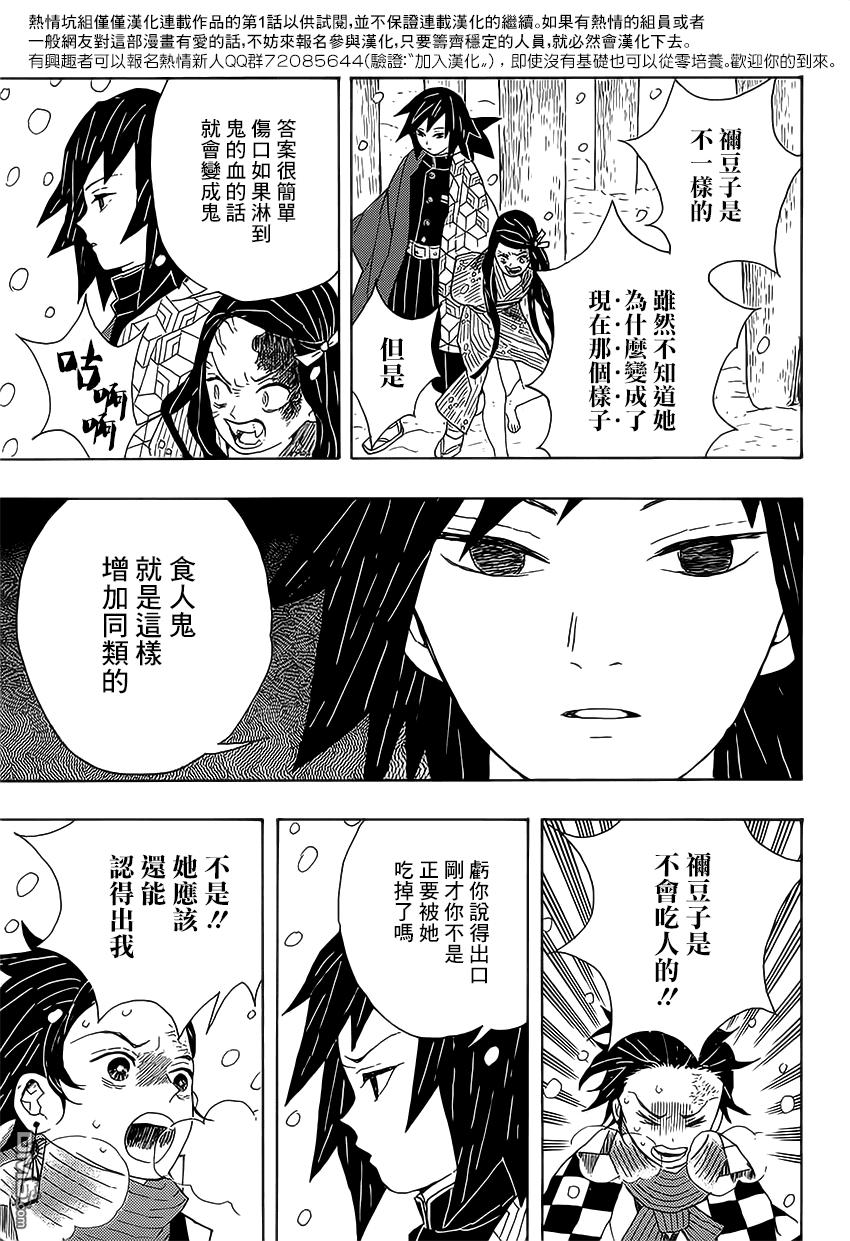 熱情坑組僅僅漢化連載作品的第1話以供試閱,並不保證連載漢化的繼續。如果有熱情的組員或者
一般網友對這部漫畫有愛的話,不妨來報名參與漢化,只要籌齊穩定的人員,就必然會漢化下去。
有興趣者可以報名熱情新人QQ群72085644(驗證:〝加入漢化〞),即使沒有基礎也可以從零培養。歡迎你的到來。
禰豆子是
不一樣的
雖然不知道她
為什麼變成了
現在那個樣子
但是
答案很簡單
傷口如果淋到
鬼的血的話
就會變成鬼
咕啊
啊
食人鬼
就是這樣
增加同類的
禰豆子是
不會吃人的!!
虧你說得出口
剛才你不是
正要被她
吃掉了嗎
不是!!
她應該
還能
認得出我